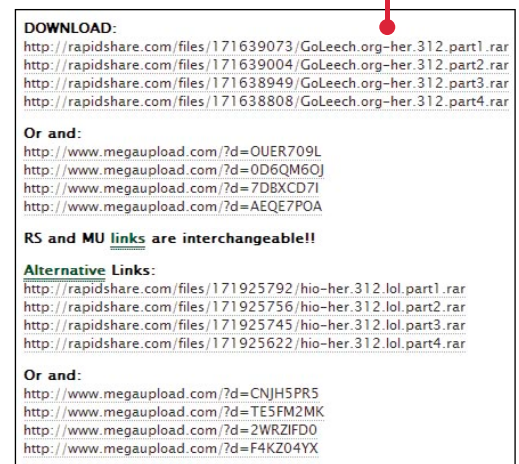 DOWNLOAD:
http://rapidshare.com/files/171639073/GoLeech.org-her.312.part1.rar
http://rapidshare.com/files/171639004/GoLeech.org-her.312.part2.rar
http://rapidshare.com/files/171638949/GoLeech.org-her.312.part3.rar
http://rapidshare.com/files/171638808/GoLeech.org-her.312.part4.rar
Or and:
http://www.megaupload.com/?d=OUER709L
http://www.megaupload.com/?d=0D6QM6OJ
http://www.megaupload.com/?d=7DBXCD7I
http://www.megaupload.com/?d=AEQE7POA
RS and MU links are interchangeable!!
Alternative Links:
http://rapidshare.com/files/171925792/hio-her.312.lol.part1.rar
http://rapidshare.com/files/171925756/hio-her.312.lol.part2.rar
http://rapidshare.com/files/171925745/hio-her.312.lol.part3.rar
http://rapidshare.com/files/171925622/hio-her.312.lol.part4.rar
Or and:
http://www.megaupload.com/?d=CNJH5PR5
http://www.megaupload.com/?d=TE5FM2MK
http://www.megaupload.com/?d=2WRZIFD0
http://www.megaupload.com/?d=F4KZ04YX